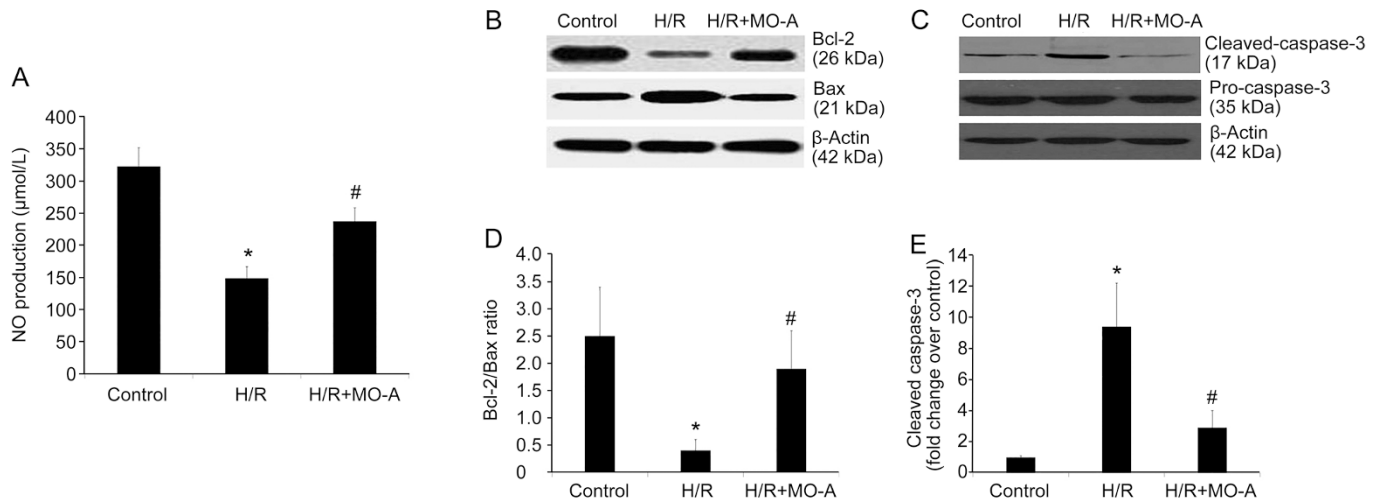 A
NO production (µmol/L)
400
350
300
250
200
150
100
50
0
*
#
Control H/R H/R+MO-A
B
Control H/R H/R+MO-A
Bcl-2
(26 kDa)
Bax
(21 kDa)
β-Actin
(42 kDa)
C
Control H/R H/R+MO-A
Cleaved-caspase-3
(17 kDa)
Pro-caspase-3
(35 kDa)
β-Actin
(42 kDa)
D
Bcl-2/Bax ratio
4.0
3.5
3.0
2.5
2.0
1.5
1.0
0.5
0
*
#
Control H/R H/R+MO-A
E
Cleaved caspase-3
(fold change over control)
14
12
10
8
6
4
2
0
*
#
Control H/R H/R+MO-A